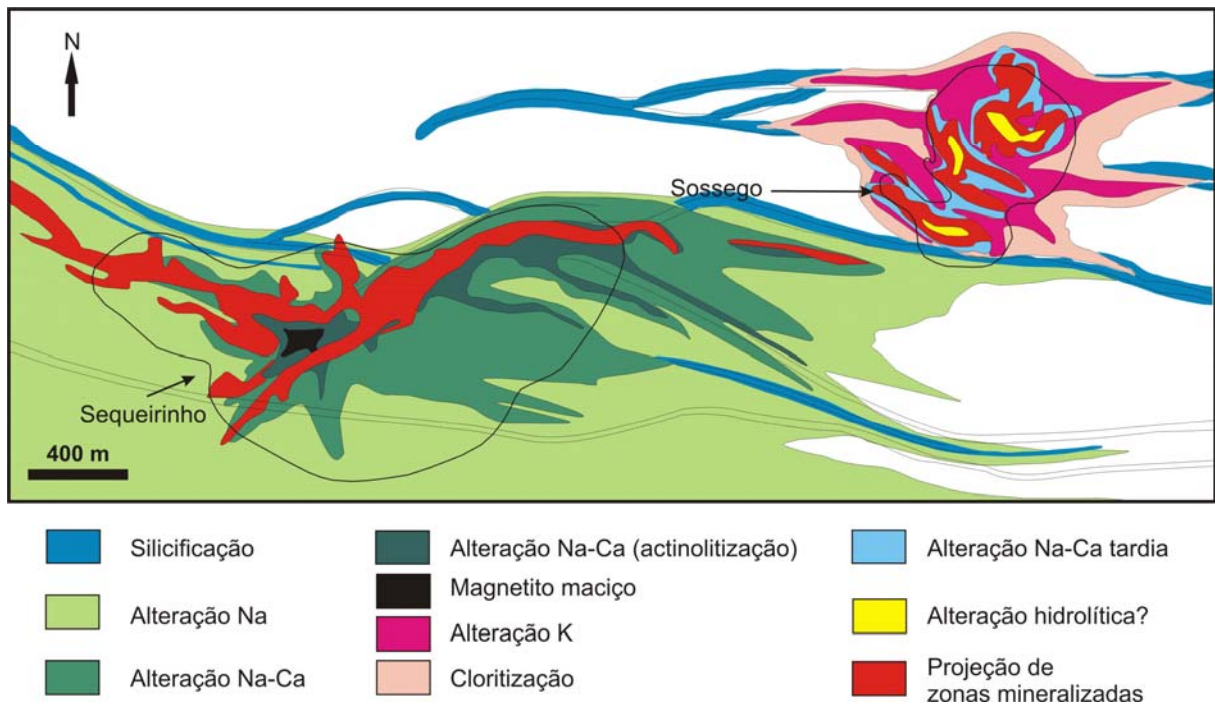 N
Sossego
Sequeirinho
400 m
Silicificação
Alteração Na
Alteração Na-Ca
Alteração Na-Ca (actinolitização)
Magnetito maciço
Alteração K
Cloritização
Alteração Na-Ca tardia
Alteração hidrolítica?
Projeção de
zonas mineralizadas